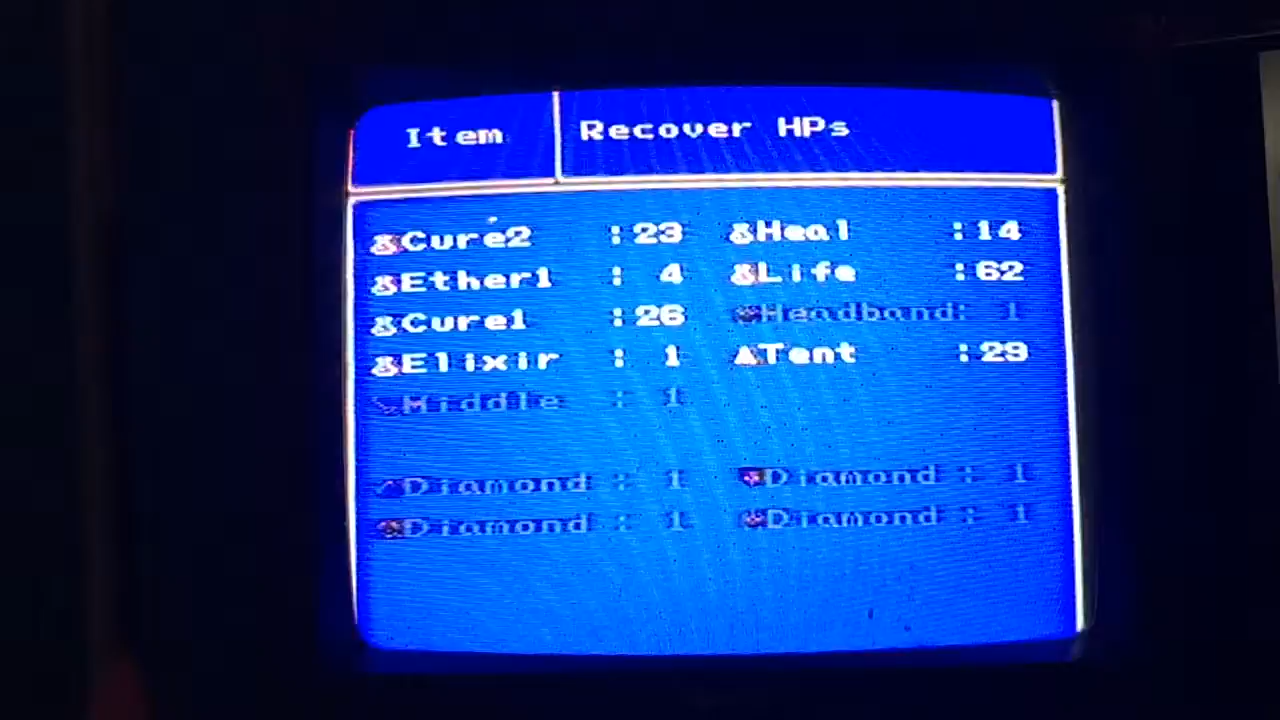 Item
Recover HPs
Cure2 :23 Heal :14
Ether1 : 4 Life :62
Cure1 :26 Headband: 1
Elixir : 1 Tent :29
Middle : 1
Diamond : 1 Diamond : 1
Diamond : 1 Diamond : 1